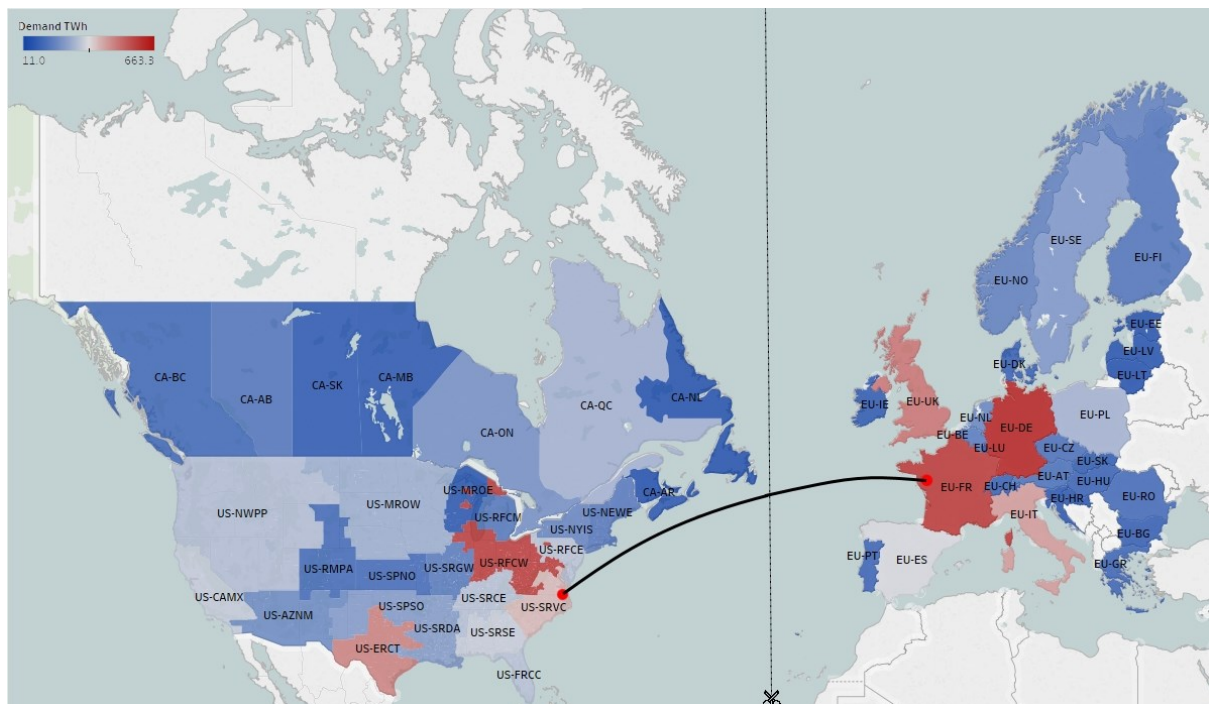 Demand TWh
11.0 663.3
EU-SE
EU-FI
EU-NO
EU-EE
EU-LV
EU-DK
EU-LT
CA-BC
CA-AB
CA-SK
CA-MB
CA-QC
CA-NL
CA-ON
EU-IE
EU-UK
EU-NL
EU-PL
EU-BE
EU-DE
EU-LU
EU-CZ
EU-SK
EU-AT
EU-HU
EU-FR
EU-CH
EU-HR
EU-RO
EU-IT
EU-BG
EU-PT
EU-ES
EU-GR
US-MROE
CA-AR
US-NWPP
US-MROW
US-RFCM
US-NEWE
US-NYIS
US-RFCE
US-RMPA
US-SPNO
US-SRGW
US-RFCW
US-CAMX
US-SRCE
US-AZNM
US-SPSO
US-SRVC
US-SRDA
US-SRSE
US-ERCT
US-FRCC